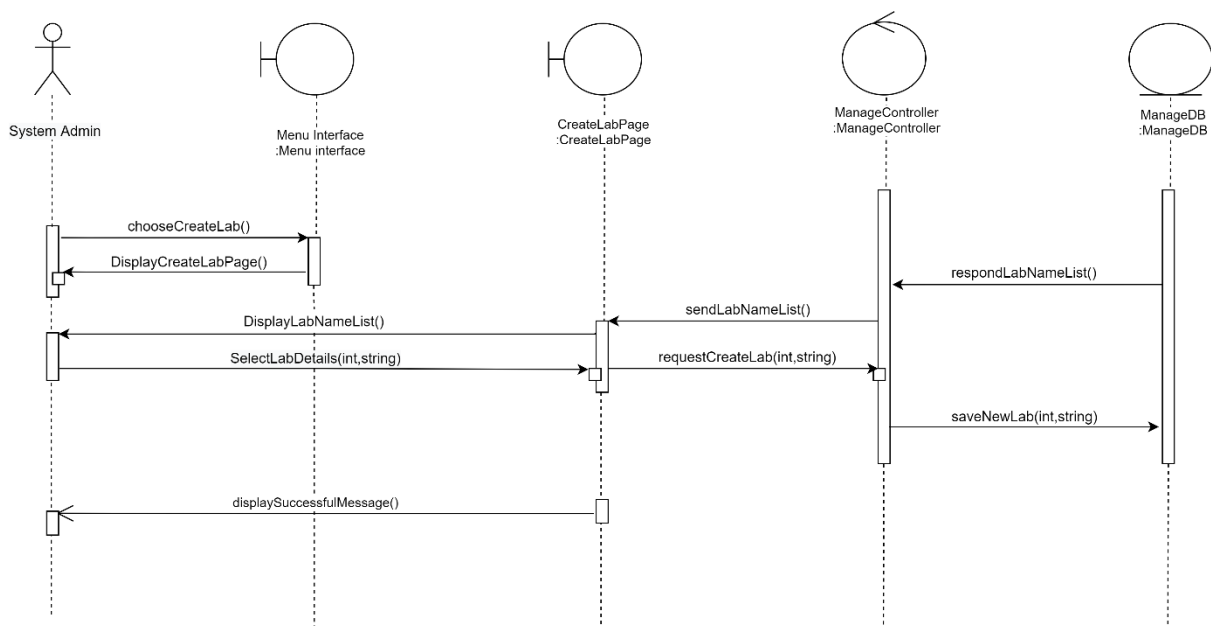 System Admin
Menu Interface
:Menu interface
CreateLabPage
:CreateLabPage
ManageController
:ManageController
ManageDB
:ManageDB
chooseCreateLab()
DisplayCreateLabPage()
respondLabNameList()
sendLabNameList()
DisplayLabNameList()
SelectLabDetails(int,string)
requestCreateLab(int,string)
saveNewLab(int,string)
displaySuccessfulMessage()